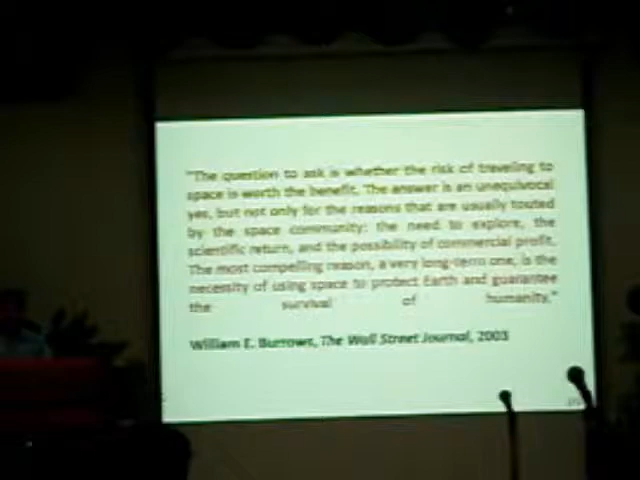 "The question to ask is whether the risk of traveling to
space is worth the benefit. The answer is an unequivocal
yes, but not only for the reasons that are usually touted
by the space community: the need to explore, the
scientific return, and the possibility of commercial profit.
The most compelling reason, a very long-term one, is the
necessity of using space to protect Earth and guarantee
the survival of humanity."
William E. Burrows, The Wall Street Journal, 2003